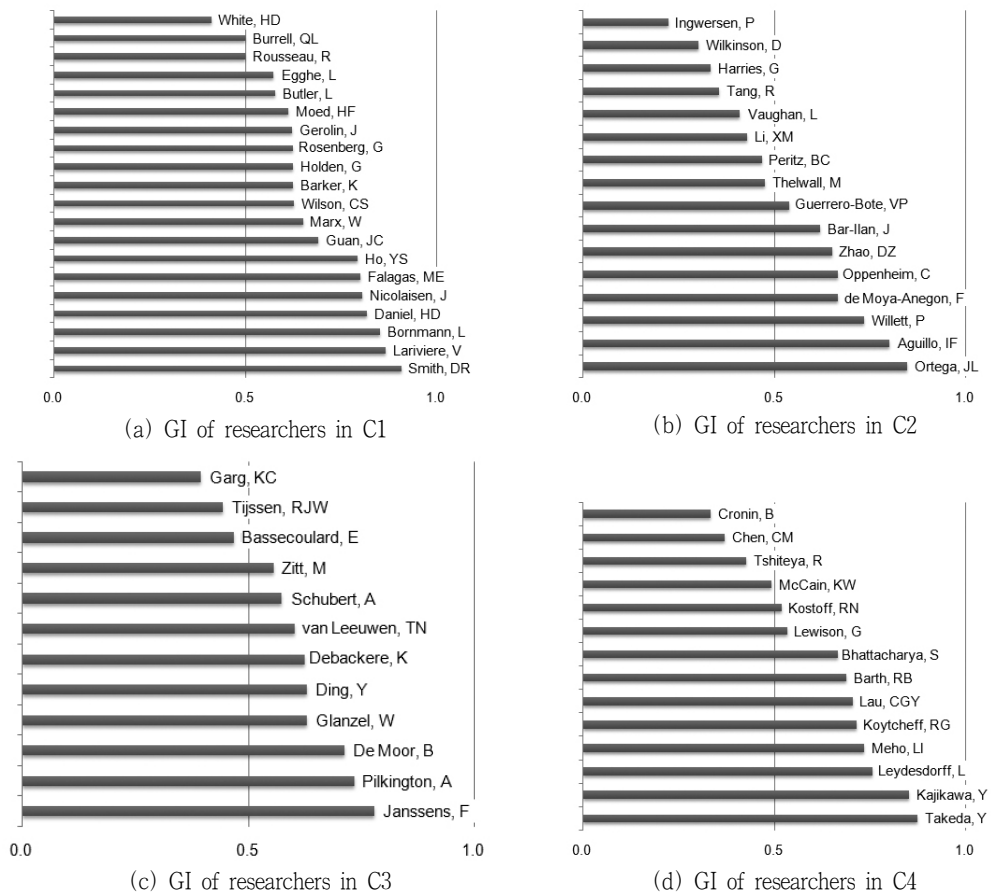 White, HD
Burrell, QL
Rousseau, R
Egghe, L
Butler, L
Moed, HF
Gerolin, J
Rosenberg, G
Holden, G
Barker, K
Wilson, CS
Marx, W
Guan, JC
Ho, YS
Falagas, ME
Nicolaisen, J
Daniel, HD
Bornmann, L
Lariviere, V
Smith, DR
0.0 0.5 1.0
(a) GI of researchers in C1
Ingwersen, P
Wilkinson, D
Harries, G
Tang, R
Vaughan, L
Li, XM
Peritz, BC
Thelwall, M
Guerrero-Bote, VP
Bar-Ilan, J
Zhao, DZ
Oppenheim, C
de Moya-Anegon, F
Willett, P
Aguillo, IF
Ortega, JL
0.0 0.5 1.0
(b) GI of researchers in C2
Garg, KC
Tijssen, RJW
Bassecoulard, E
Zitt, M
Schubert, A
van Leeuwen, TN
Debackere, K
Ding, Y
Glanzel, W
De Moor, B
Pilkington, A
Janssens, F
0.0 0.5 1.0
(c) GI of researchers in C3
Cronin, B
Chen, CM
Tshiteya, R
McCain, KW
Kostoff, RN
Lewison, G
Bhattacharya, S
Barth, RB
Lau, CGY
Koytcheff, RG
Meho, LI
Leydesdorff, L
Kajikawa, Y
Takeda, Y
0.0 0.5 1.0
(d) GI of researchers in C4